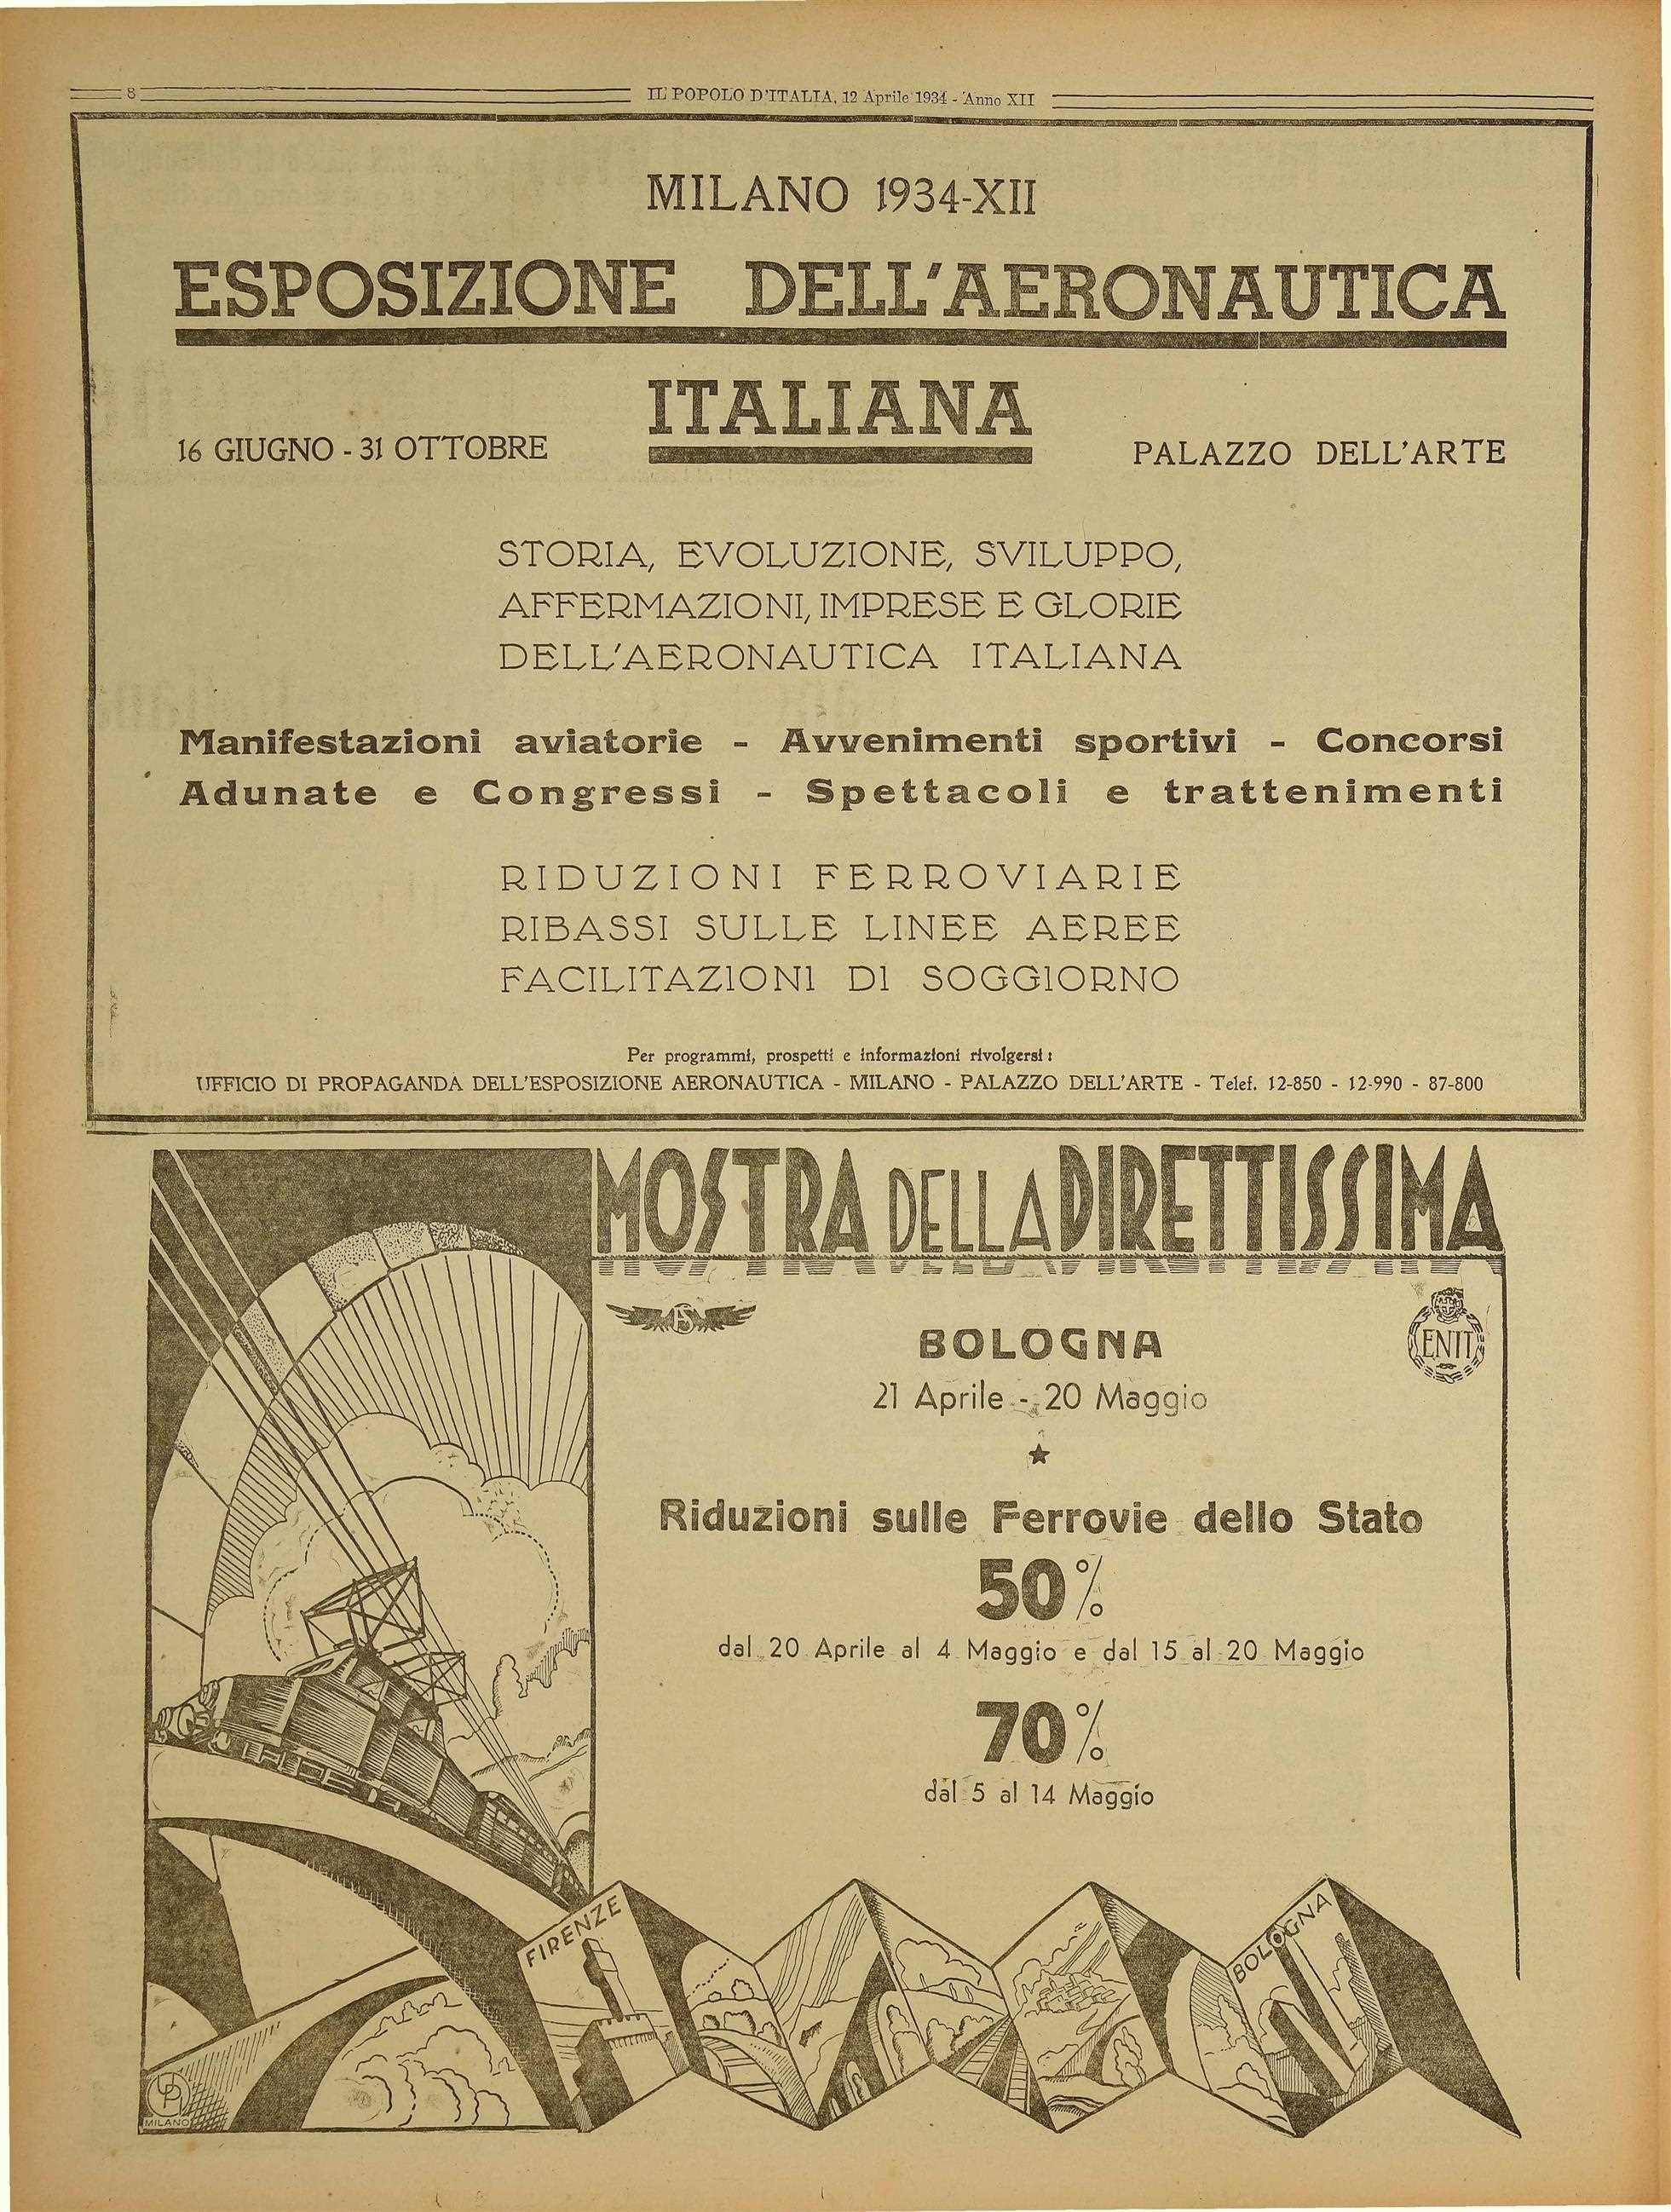 8
IL POPOLO D'ITALIA, 12 Aprile 1934 - Anno XII
MILANO 1934-XII
ESPOSIZIONE DELL'AERONAUTICA
ITALIANA
16 GIUGNO - 31 OTTOBRE
PALAZZO DELL'ARTE
STORIA, EVOLUZIONE, SVILUPPO,
AFFERMAZIONI, IMPRESE E GLORIE
DELL'AERONAUTICA ITALIANA
Manifestazioni aviatorie - Avvenimenti sportivi - Concorsi
Adunate e Congressi - Spettacoli e trattenimenti
RIDUZIONI FERROVIARIE
RIBASSI SULLE LINEE AEREE
FACILITAZIONI DI SOGGIORNO
Per programmi, prospetti e informazioni rivolgersi :
UFFICIO DI PROPAGANDA DELL'ESPOSIZIONE AERONAUTICA - MILANO - PALAZZO DELL'ARTE - Telef. 12-850 - 12-990 - 87-800
MOSTRA DELLA DIRETTISSIMA
FS
ENIT
BOLOGNA
21 Aprile - 20 Maggio
Riduzioni sulle Ferrovie dello Stato
50%
dal 20 Aprile al 4 Maggio e dal 15 al 20 Maggio
70%
dal 5 al 14 Maggio
FIRENZE
BOLOGNA
UPI
MILANO